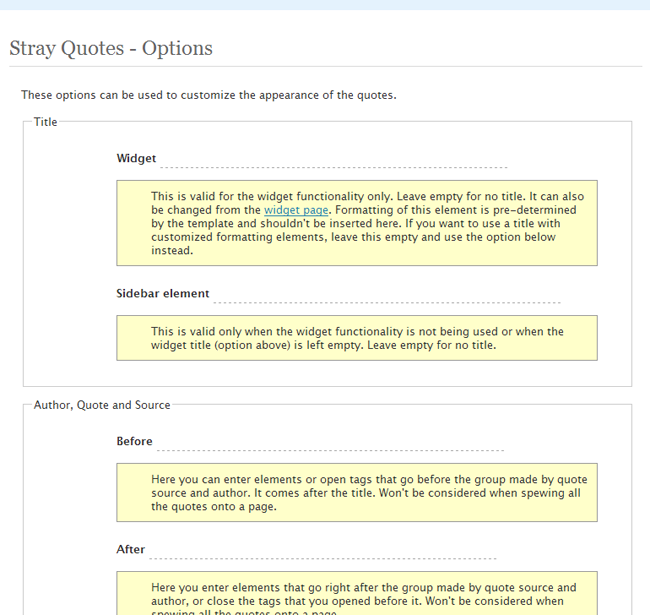 Stray Quotes - Options
These options can be used to customize the appearance of the quotes.
Title
Widget
This is valid for the widget functionality only. Leave empty for no title. It can also
be changed from the widget page. Formatting of this element is pre-determined
by the template and shouldn't be inserted here. If you want to use a title with
customized formatting elements, leave this empty and use the option below
instead.
Sidebar element
This is valid only when the widget functionality is not being used or when the
widget title (option above) is left empty. Leave empty for no title.
Author, Quote and Source
Before
Here you can enter elements or open tags that go before the group made by quote
source and author. It comes after the title. Won't be considered when spewing all
the quotes onto a page.
After
Here you enter elements that go right after the group made by quote source and
author, or close the tags that you opened before it. Won't be considered when
spewing all the quotes onto a page.